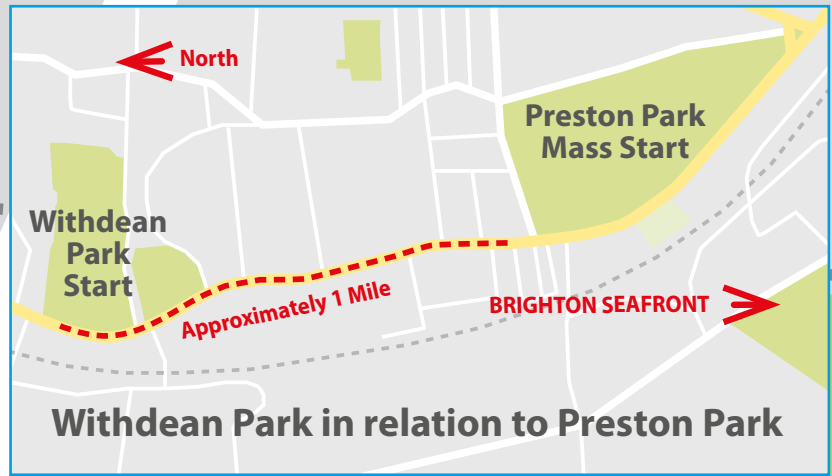 North
Preston Park
Mass Start
Withdean
Park
Start
Approximately 1 Mile
BRIGHTON SEAFRONT
Withdean Park in relation to Preston Park